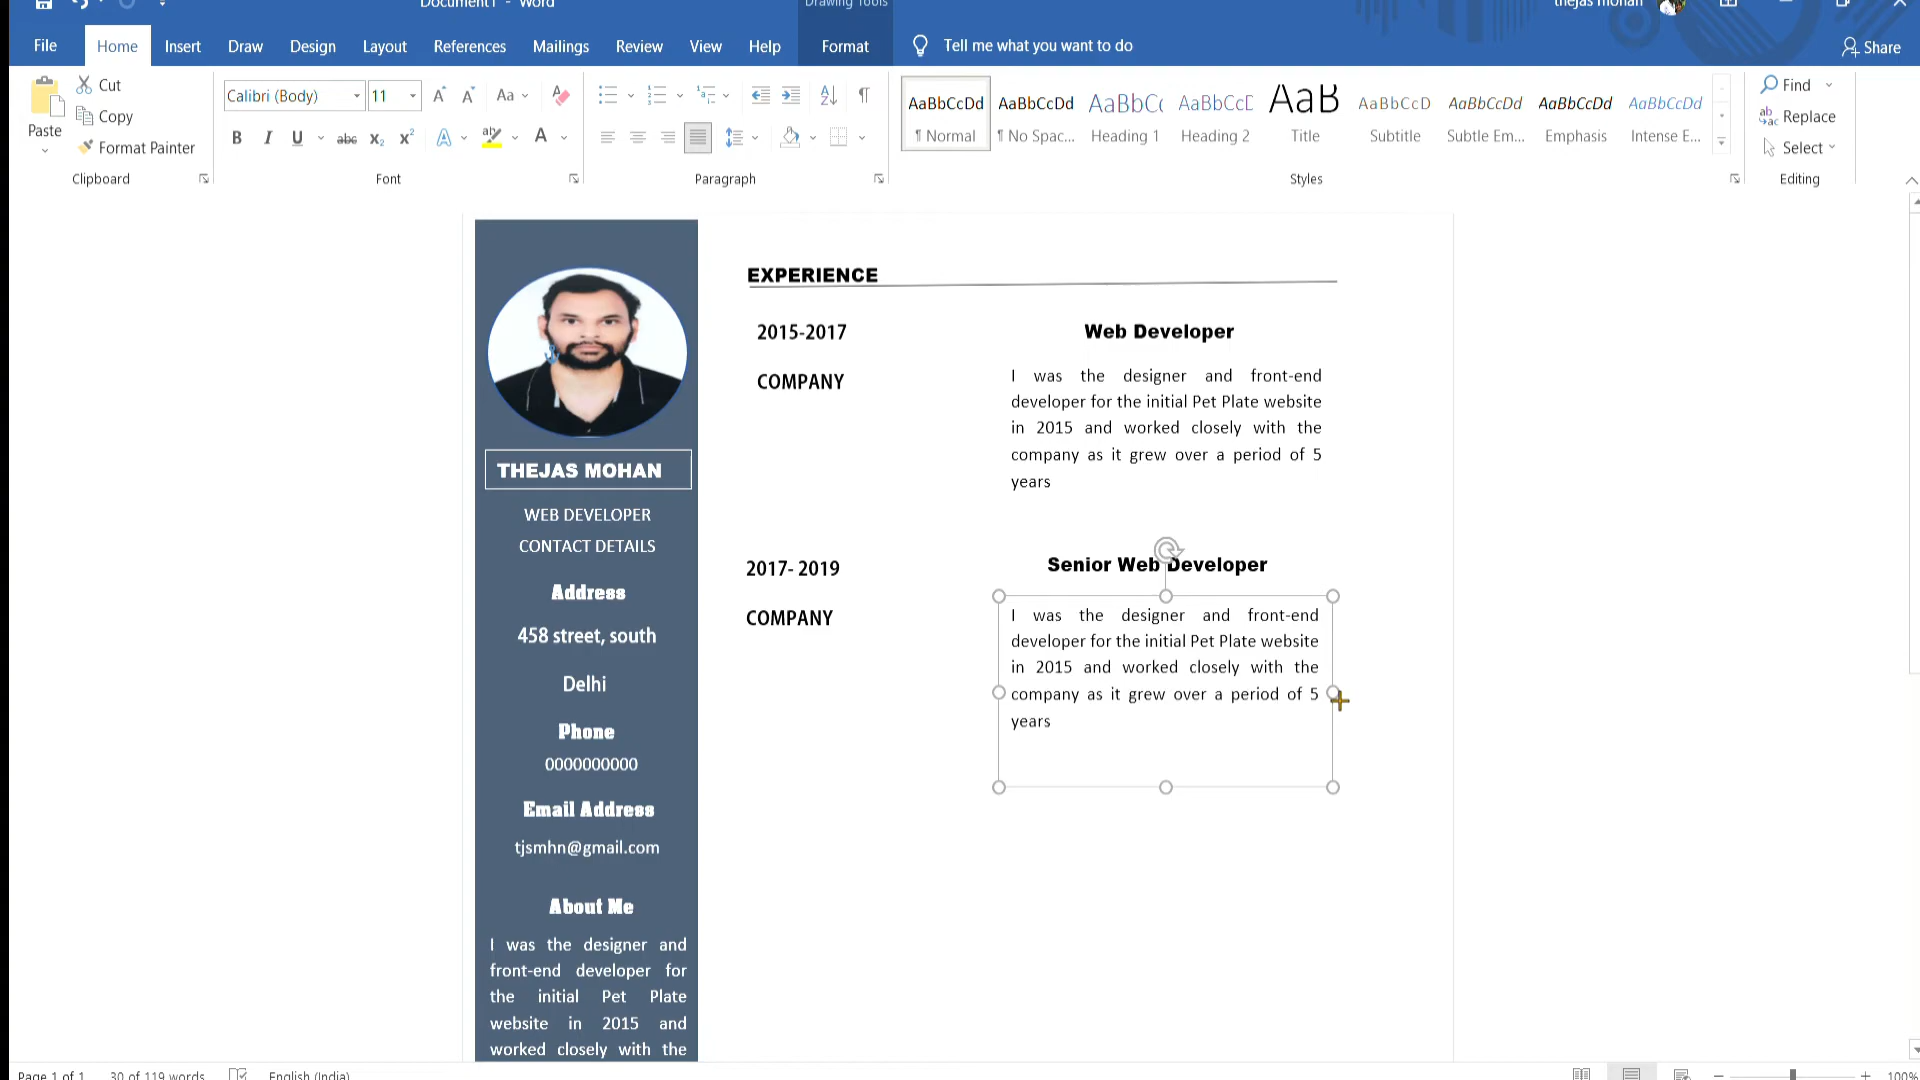 Document1 - Word
Drawing Tools
thejas mohan
File
Home
Insert
Draw
Design
Layout
References
Mailings
Review
View
Help
Format
Tell me what you want to do
Share
Paste
Cut
Copy
Format Painter
Clipboard
Calibri (Body)
11
Font
Paragraph
AaBbCcDd
¶ Normal
AaBbCcDd
¶ No Spac...
AaBbC(
Heading 1
AaBbCcE
Heading 2
AaB
Title
AaBbCcD
Subtitle
AaBbCcDd
Subtle Em...
AaBbCcDd
Emphasis
AaBbCcDd
Intense E...
Styles
Find
Replace
Select
Editing
THEJAS MOHAN
WEB DEVELOPER
CONTACT DETAILS
Address
458 street, south
Delhi
Phone
0000000000
Email Address
tjsmhn@gmail.com
About Me
I was the designer and
front-end developer for
the initial Pet Plate
website in 2015 and
worked closely with the
EXPERIENCE
2015-2017
COMPANY
Web Developer
I was the designer and front-end
developer for the initial Pet Plate website
in 2015 and worked closely with the
company as it grew over a period of 5
years
2017- 2019
COMPANY
Senior Web Developer
I was the designer and front-end
developer for the initial Pet Plate website
in 2015 and worked closely with the
company as it grew over a period of 5
years
Page 1 of 1
30 of 119 words
English (India)
100%